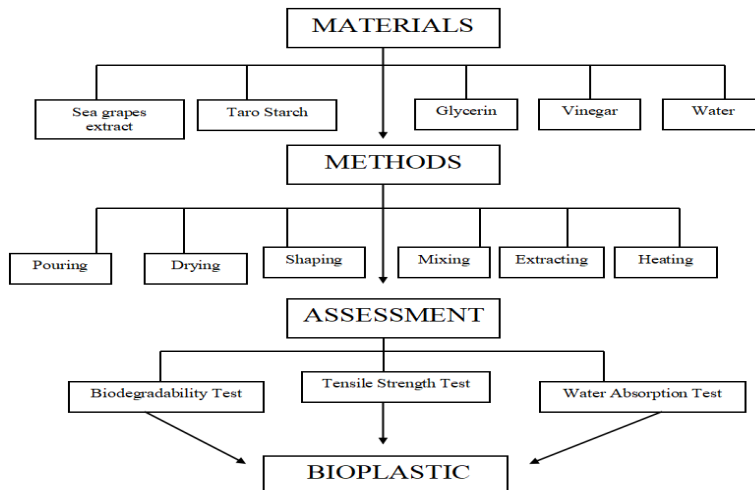 MATERIALS
Sea grapes
extract
Taro Starch
Glycerin
Vinegar
Water
METHODS
Pouring
Drying
Shaping
Mixing
Extracting
Heating
ASSESSMENT
Biodegradability Test
Tensile Strength Test
Water Absorption Test
BIOPLASTIC